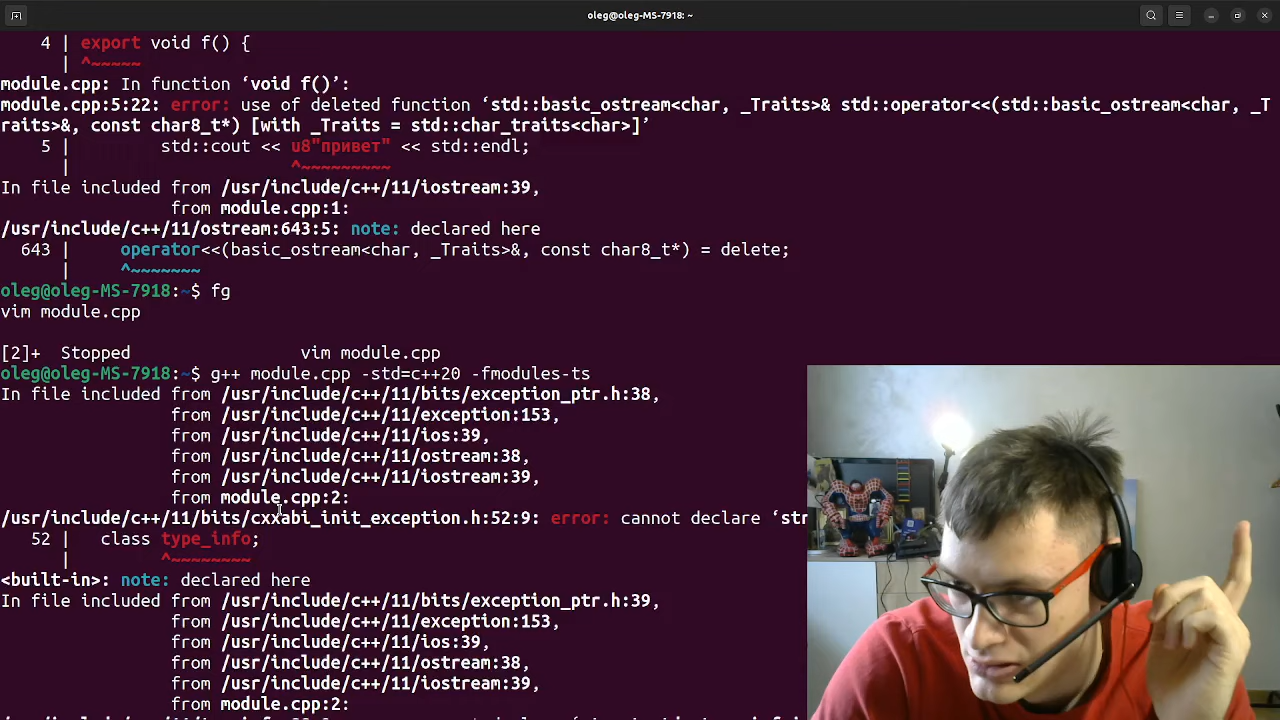 oleg@oleg-MS-7918: ~
4 | export void f() {
| ^~~~~~
module.cpp: In function ‘void f()’:
module.cpp:5:22: error: use of deleted function ‘std::basic_ostream<char, _Traits>& std::operator<<(std::basic_ostream<char, _T
raits>&, const char8_t*) [with _Traits = std::char_traits<char>]’
5 | std::cout << u8"привет" << std::endl;
| ^~~~~~~~~~
In file included from /usr/include/c++/11/iostream:39,
from module.cpp:1:
/usr/include/c++/11/ostream:643:5: note: declared here
643 | operator<<(basic_ostream<char, _Traits>&, const char8_t*) = delete;
| ^~~~~~~~
oleg@oleg-MS-7918:~$ fg
vim module.cpp
[2]+ Stopped vim module.cpp
oleg@oleg-MS-7918:~$ g++ module.cpp -std=c++20 -fmodules-ts
In file included from /usr/include/c++/11/bits/exception_ptr.h:38,
from /usr/include/c++/11/exception:153,
from /usr/include/c++/11/ios:39,
from /usr/include/c++/11/ostream:38,
from /usr/include/c++/11/iostream:39,
from module.cpp:2:
/usr/include/c++/11/bits/cxxabi_init_exception.h:52:9: error: cannot declare ‘str
52 | class type_info;
| ^~~~~~~~~
<built-in>: note: declared here
In file included from /usr/include/c++/11/bits/exception_ptr.h:39,
from /usr/include/c++/11/exception:153,
from /usr/include/c++/11/ios:39,
from /usr/include/c++/11/ostream:38,
from /usr/include/c++/11/iostream:39,
from module.cpp:2: